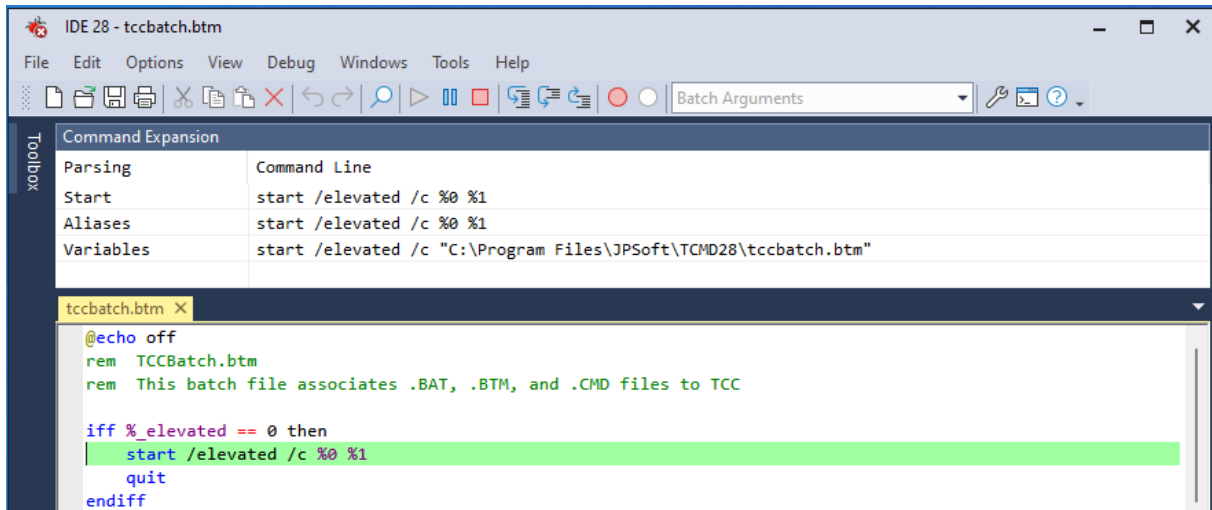 IDE 28 - tccbatch.btm
File Edit Options View Debug Windows Tools Help
Batch Arguments
Toolbox
Command Expansion
Parsing Command Line
Start start /elevated /c %0 %1
Aliases start /elevated /c %0 %1
Variables start /elevated /c "C:\Program Files\JPSoft\TCMD28\tccbatch.btm"
tccbatch.btm
@echo off
rem  TCCBatch.btm
rem  This batch file associates .BAT, .BTM, and .CMD files to TCC
iff %_elevated == 0 then
start /elevated /c %0 %1
quit
endiff